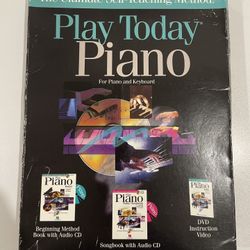 The Ultimate Self-Teaching Method!
Play Today
Piano
For Piano and Keyboard
Piano
Piano
Piano
Beginning Method
Book with Audio CD
Songbook with Audio CD
DVD
Instruction
Video